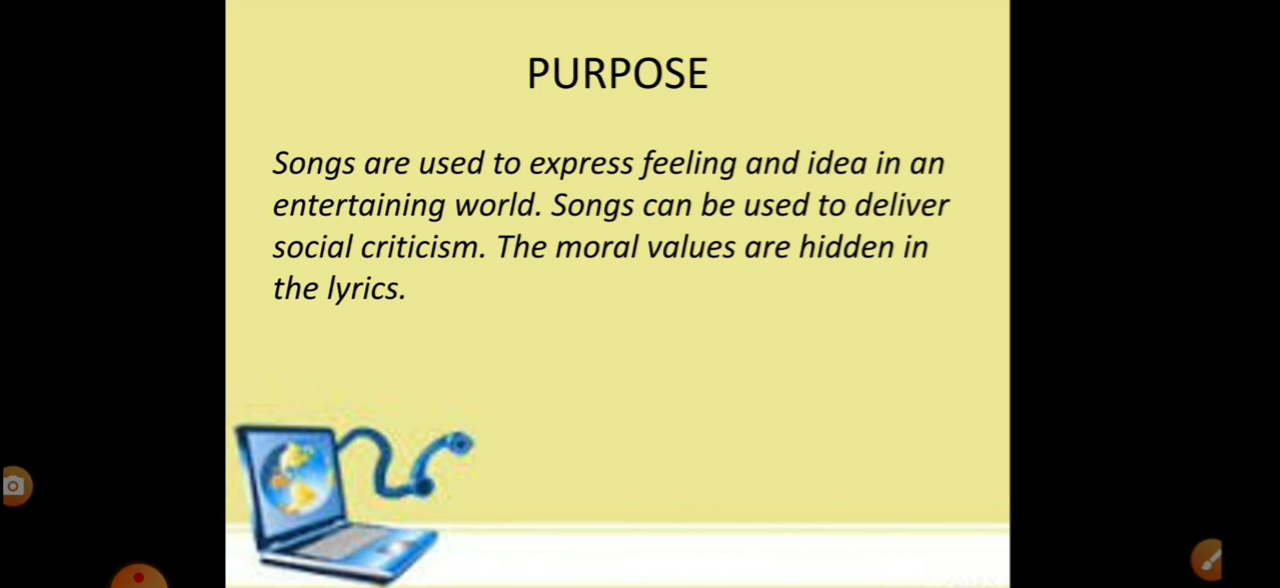 PURPOSE
Songs are used to express feeling and idea in an
entertaining world. Songs can be used to deliver
social criticism. The moral values are hidden in
the lyrics.